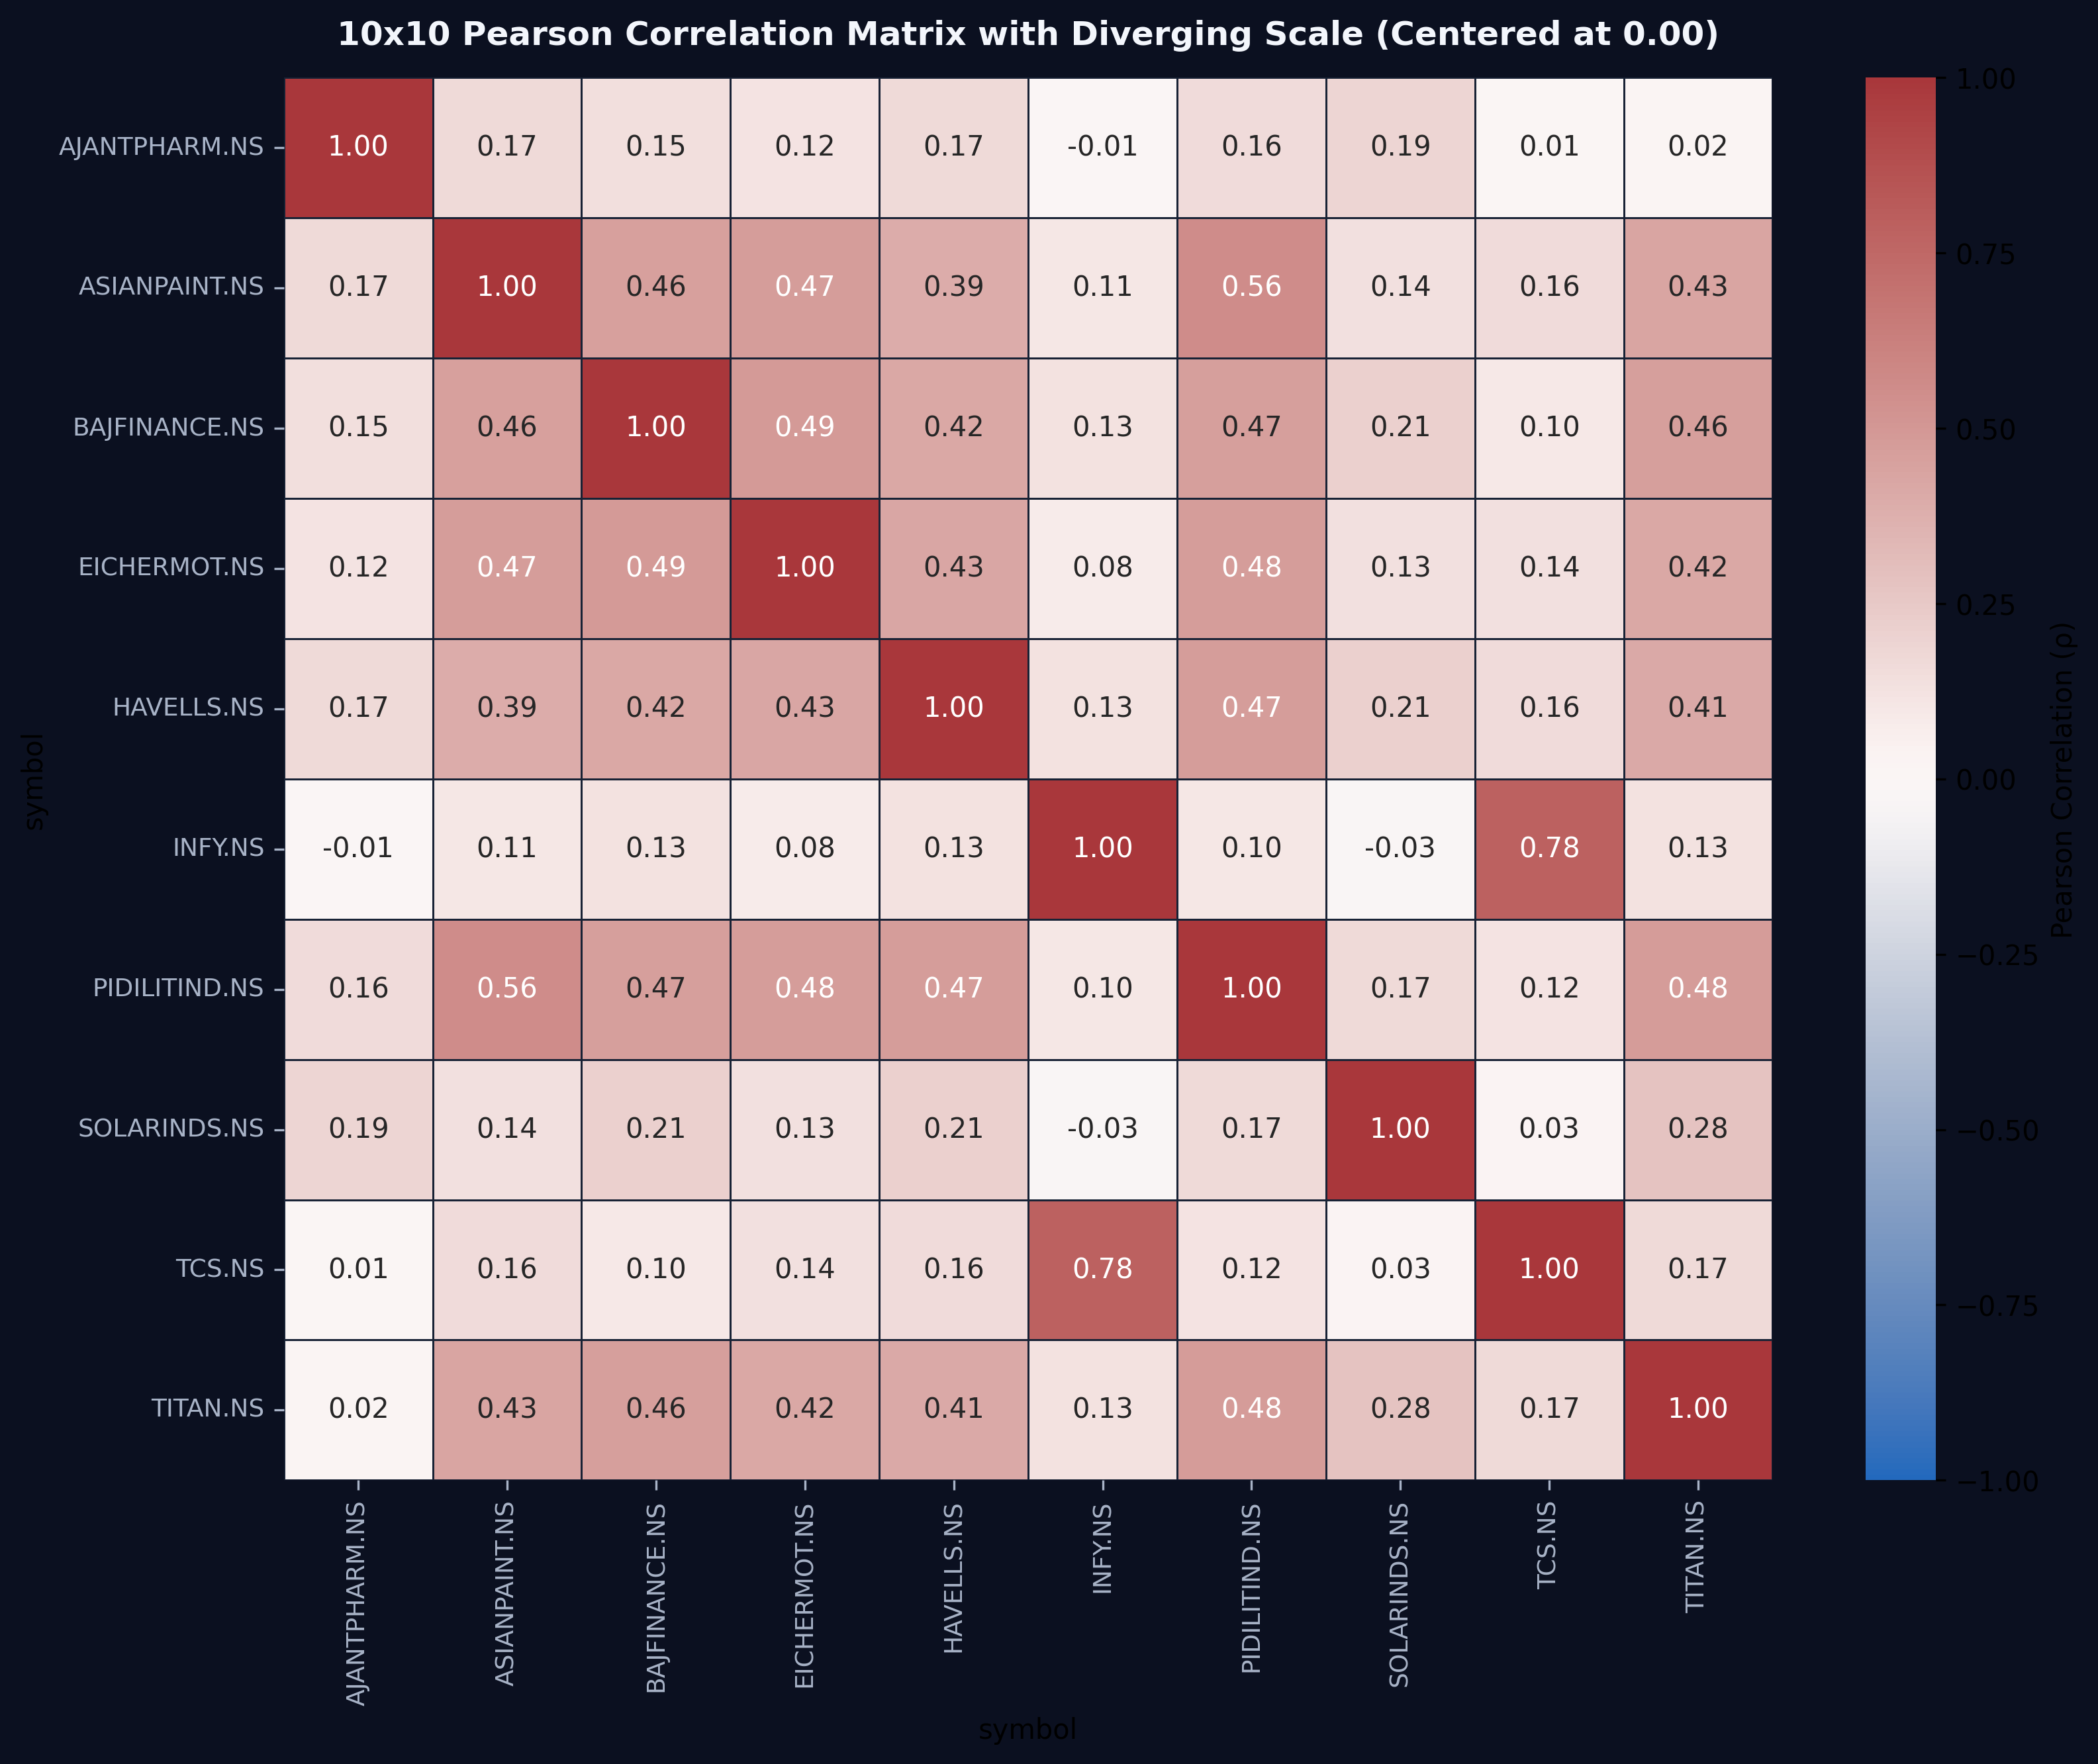 10x10 Pearson Correlation Matrix with Diverging Scale (Centered at 0.00)
AJANTPHARM.NS 1.00 0.17 0.15 0.12 0.17 -0.01 0.16 0.19 0.01 0.02
ASIANPAINT.NS 0.17 1.00 0.46 0.47 0.39 0.11 0.56 0.14 0.16 0.43
BAJFINANCE.NS 0.15 0.46 1.00 0.49 0.42 0.13 0.47 0.21 0.10 0.46
EICHERMOT.NS 0.12 0.47 0.49 1.00 0.43 0.08 0.48 0.13 0.14 0.42
HAVELLS.NS 0.17 0.39 0.42 0.43 1.00 0.13 0.47 0.21 0.16 0.41
INFY.NS -0.01 0.11 0.13 0.08 0.13 1.00 0.10 -0.03 0.78 0.13
PIDILITIND.NS 0.16 0.56 0.47 0.48 0.47 0.10 1.00 0.17 0.12 0.48
SOLARINDS.NS 0.19 0.14 0.21 0.13 0.21 -0.03 0.17 1.00 0.03 0.28
TCS.NS 0.01 0.16 0.10 0.14 0.16 0.78 0.12 0.03 1.00 0.17
TITAN.NS 0.02 0.43 0.46 0.42 0.41 0.13 0.48 0.28 0.17 1.00
symbol
AJANTPHARM.NS
ASIANPAINT.NS
BAJFINANCE.NS
EICHERMOT.NS
HAVELLS.NS
INFY.NS
PIDILITIND.NS
SOLARINDS.NS
TCS.NS
TITAN.NS
symbol
1.00
0.75
0.50
0.25
0.00
−0.25
−0.50
−0.75
−1.00
Pearson Correlation (ρ)